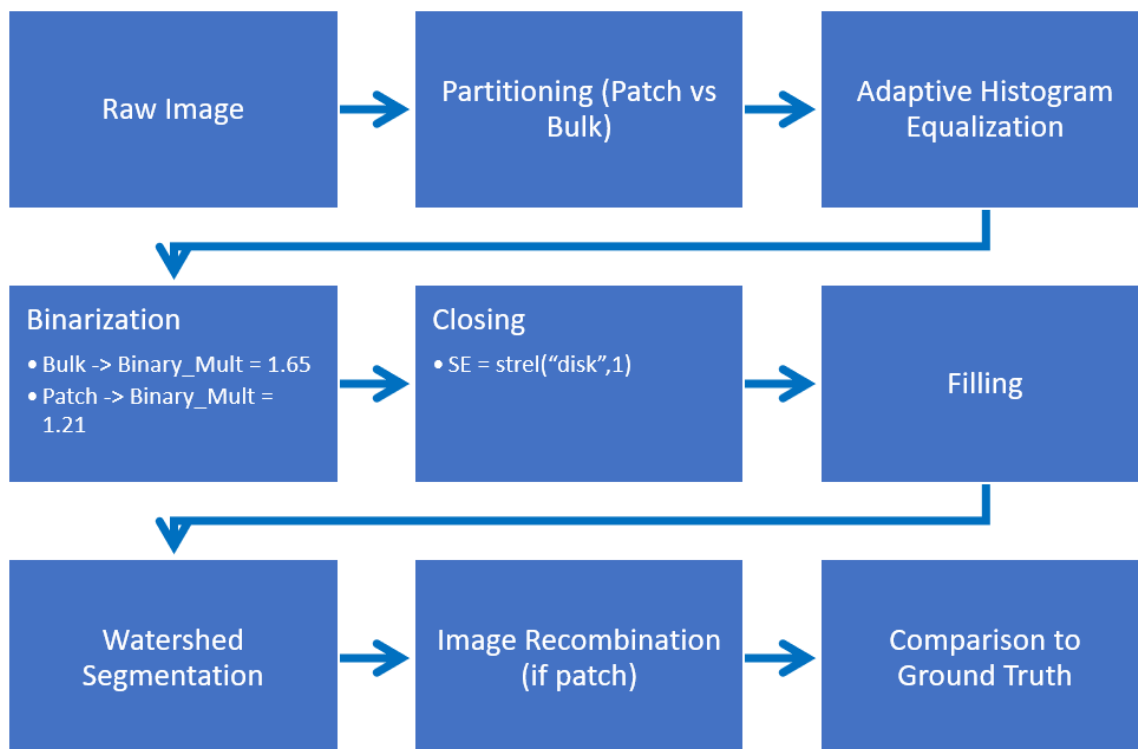 Raw Image
Partitioning (Patch vs
Bulk)
Adaptive Histogram
Equalization
Binarization
• Bulk -> Binary_Mult = 1.65
• Patch -> Binary_Mult =
1.21
Closing
• SE = strel(“disk”,1)
Filling
Watershed
Segmentation
Image Recombination
(if patch)
Comparison to
Ground Truth